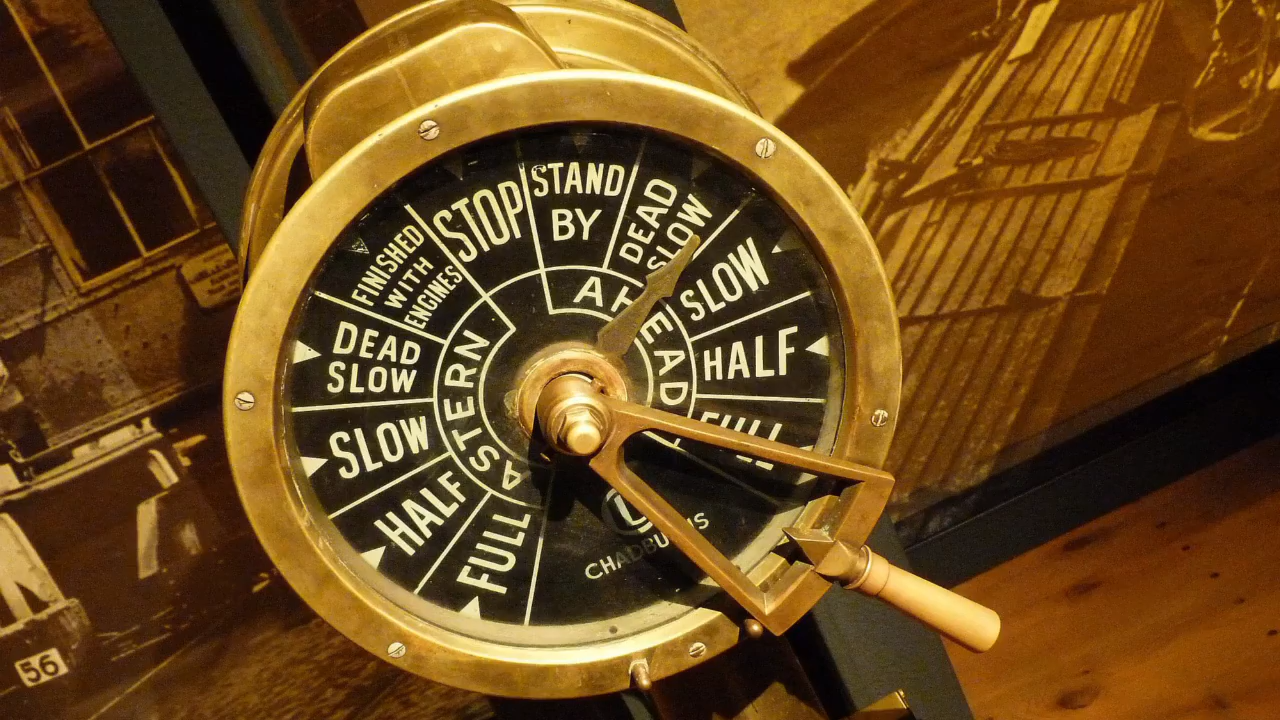 FINISHED
WITH
ENGINES
STOP
STAND
BY
DEAD
SLOW
SLOW
HALF
FULL
AHEAD
DEAD
SLOW
SLOW
HALF
FULL
ASTERN
CHADBURNS
56